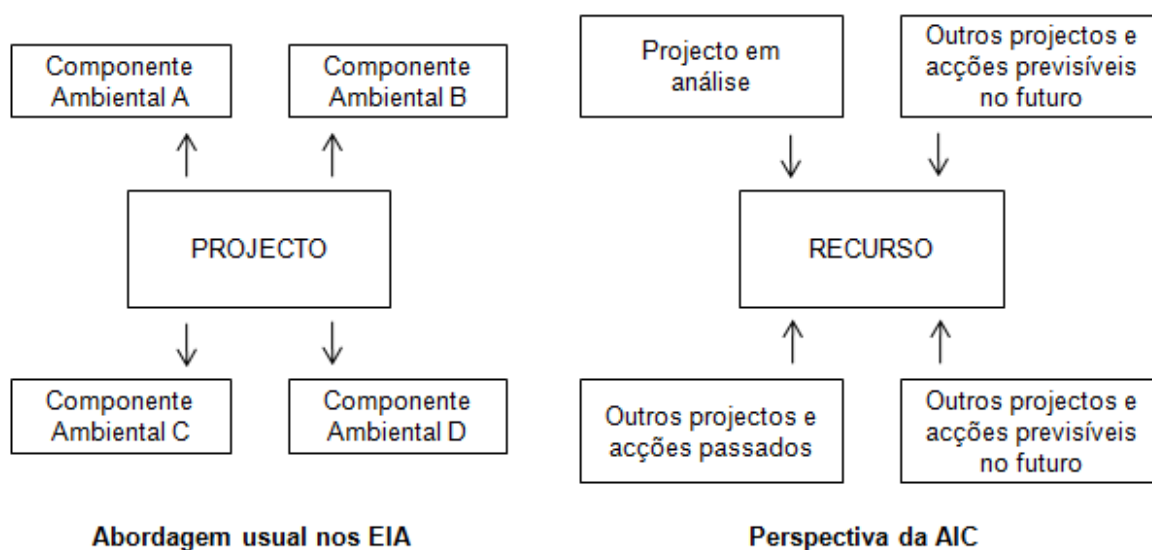 Componente
Ambiental A
Componente
Ambiental B
PROJECTO
Componente
Ambiental C
Componente
Ambiental D
Abordagem usual nos EIA
Projecto em
análise
Outros projectos e
acções previsíveis
no futuro
RECURSO
Outros projectos e
acções passados
Outros projectos e
acções previsíveis
no futuro
Perspectiva da AIC